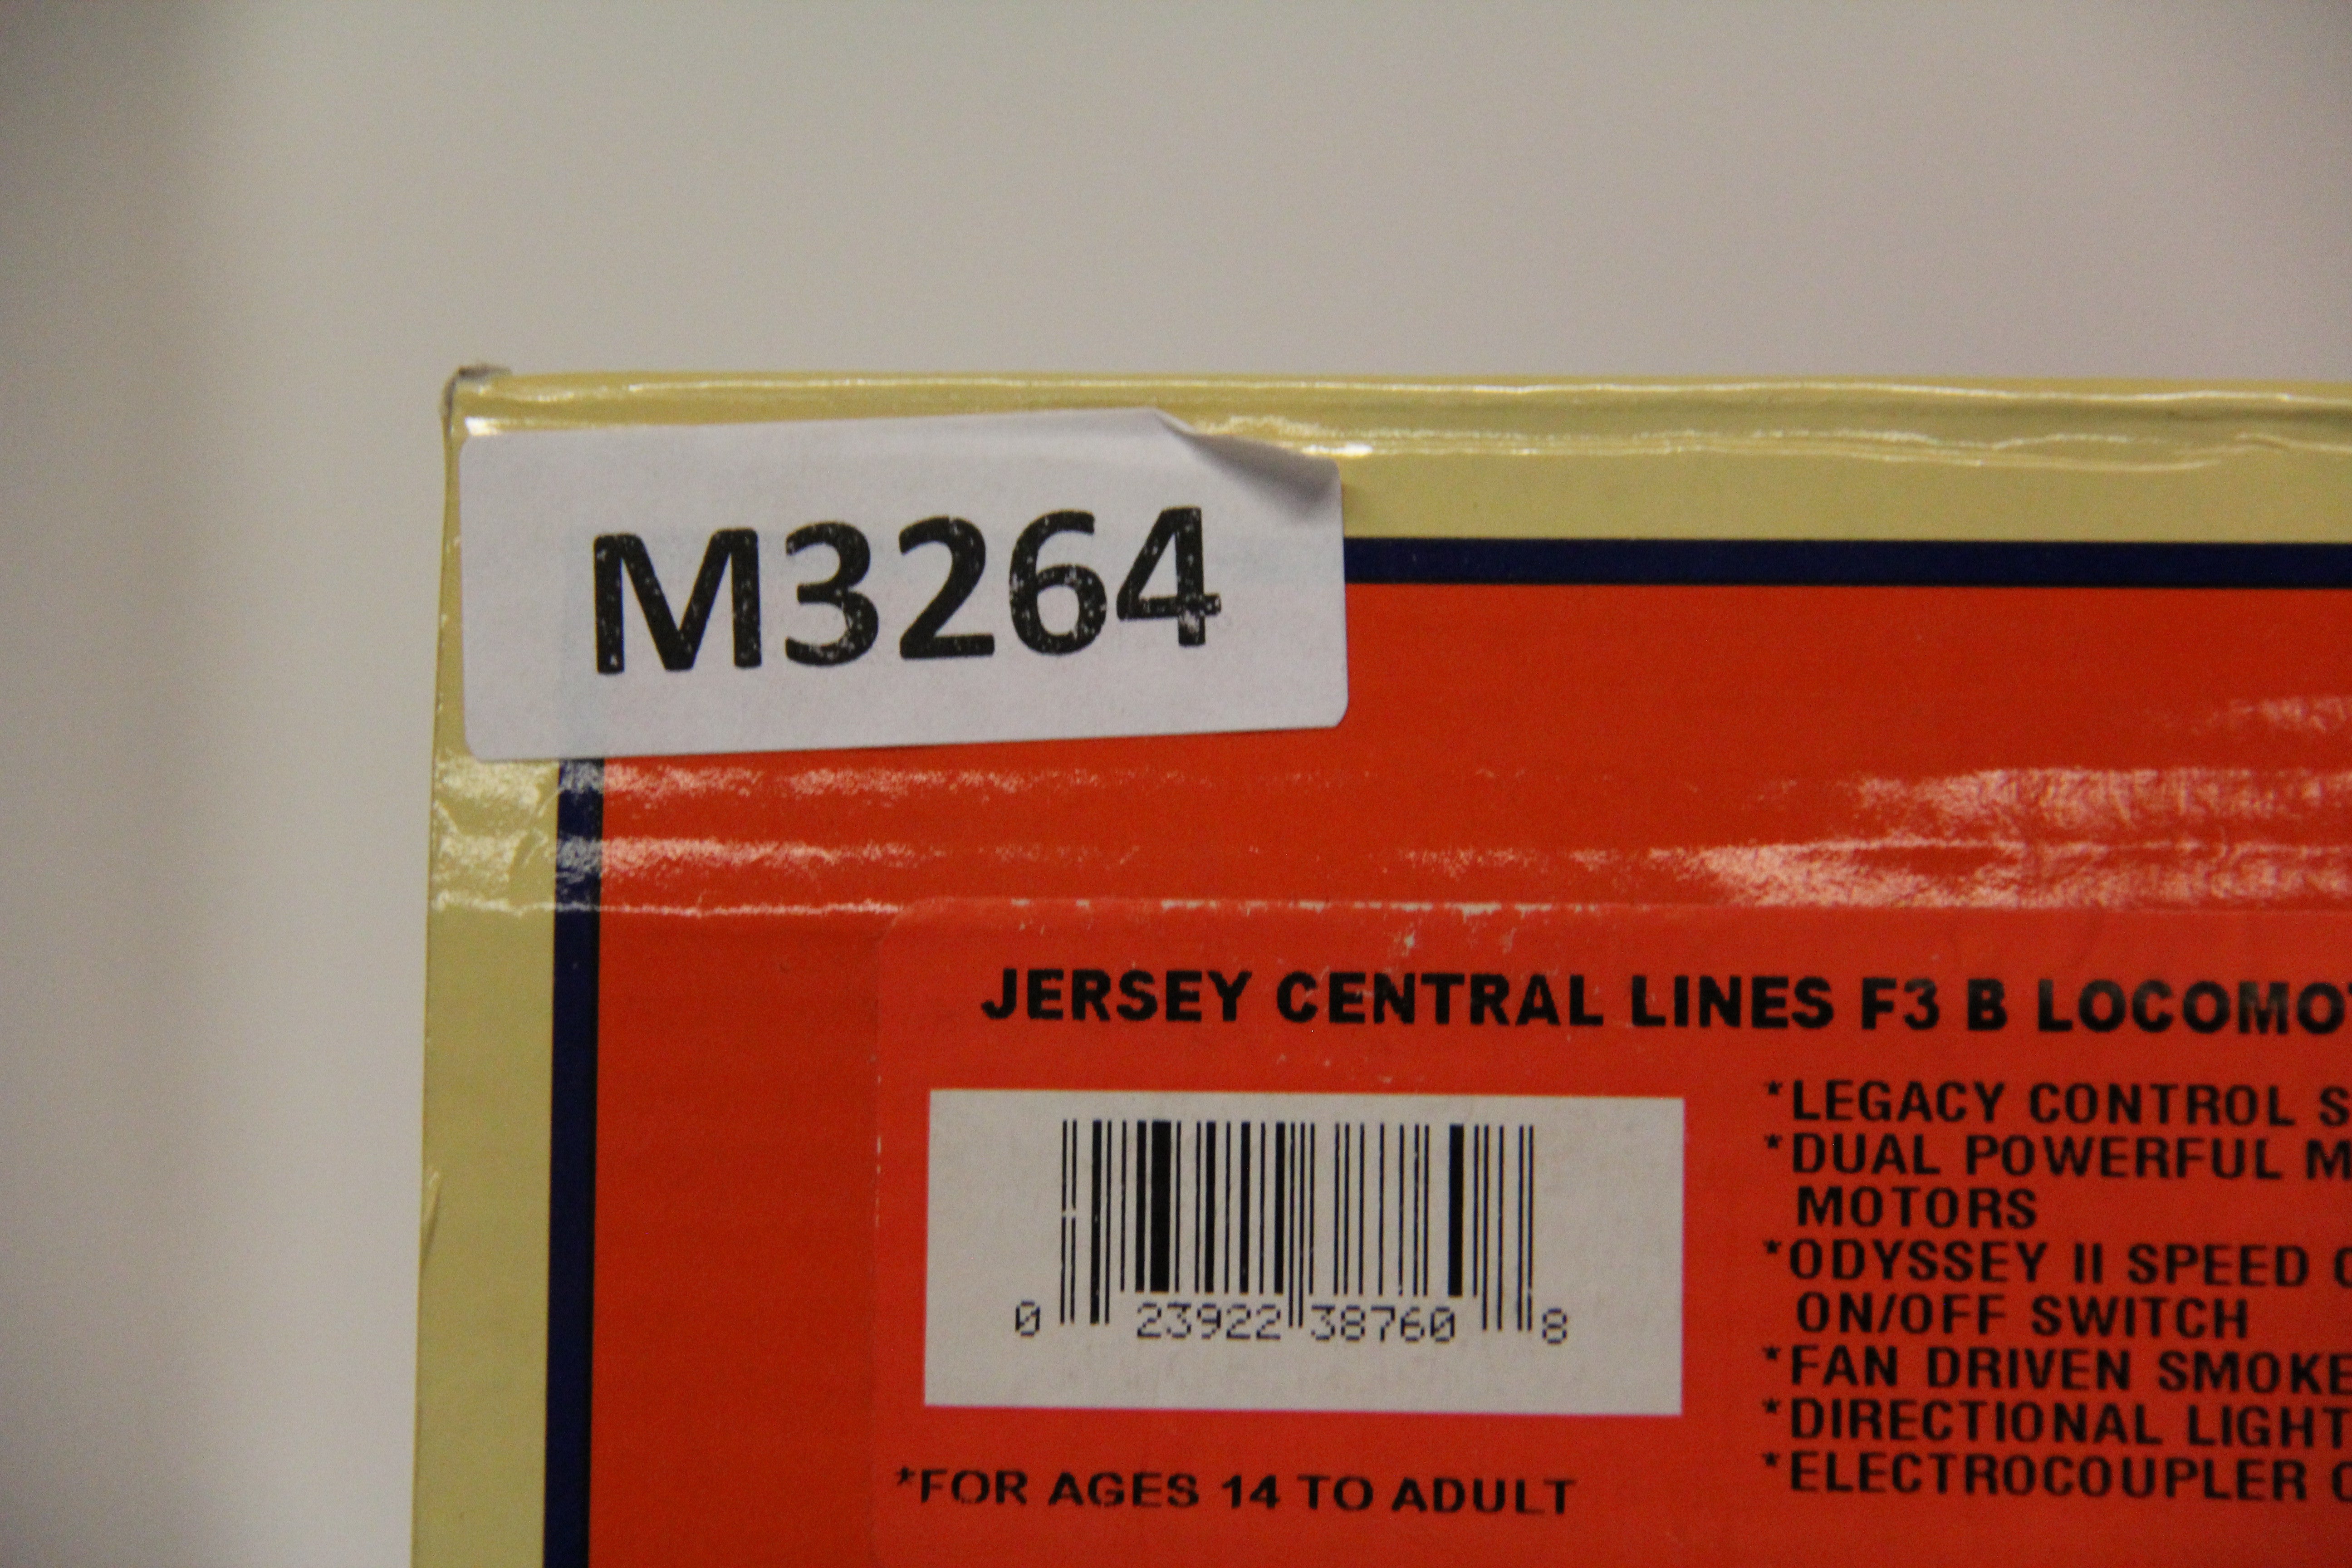 M3264
JERSEY CENTRAL LINES F3 B LOCOMO
*LEGACY CONTROL S
*DUAL POWERFUL M
MOTORS
*ODYSSEY II SPEED
ON/OFF SWITCH
*FAN DRIVEN SMOKE
*DIRECTIONAL LIGHT
*ELECTROCOUPLER
0 23922 38760 8
*FOR AGES 14 TO ADULT